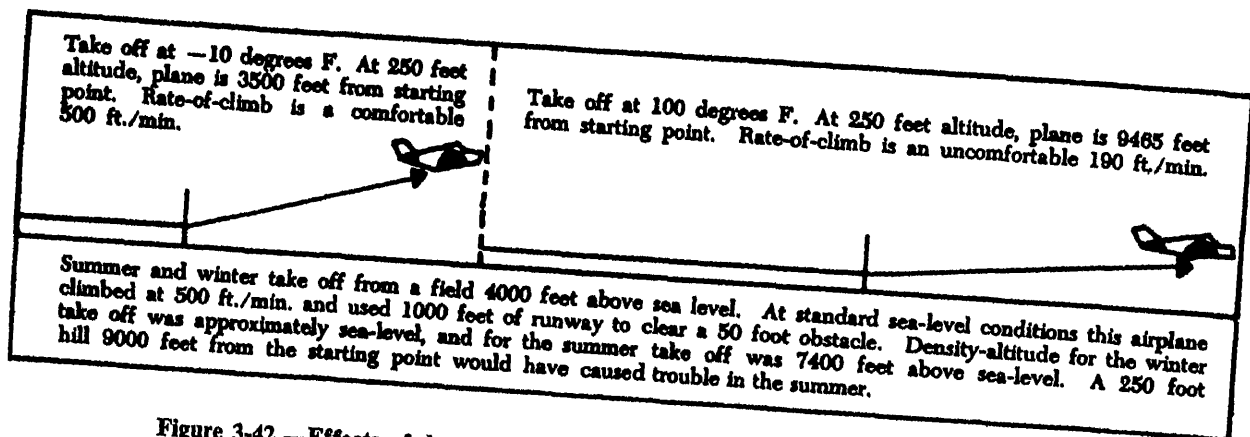 Take off at —10 degrees F. At 250 feet
altitude, plane is 3500 feet from starting
point. Rate-of-climb is a comfortable
500 ft./min.
Take off at 100 degrees F. At 250 feet altitude, plane is 9465 feet
from starting point. Rate-of-climb is an uncomfortable 190 ft./min.
Summer and winter take off from a field 4000 feet above sea level. At standard sea-level conditions this airplane
climbed at 500 ft./min. and used 1000 feet of runway to clear a 50 foot obstacle. Density-altitude for the winter
take off was approximately sea-level, and for the summer take off was 7400 feet above sea-level. A 250 foot
hill 9000 feet from the starting point would have caused trouble in the summer.
Figure 3-42.—Effects of